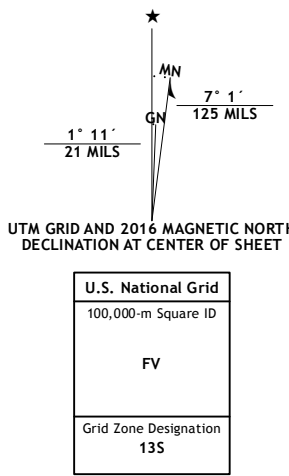 ★
MN
GN
7° 1´
125 MILS
1° 11´
21 MILS
UTM GRID AND 2016 MAGNETIC NORTH
DECLINATION AT CENTER OF SHEET
U.S. National Grid
100,000-m Square ID
FV
Grid Zone Designation
13S